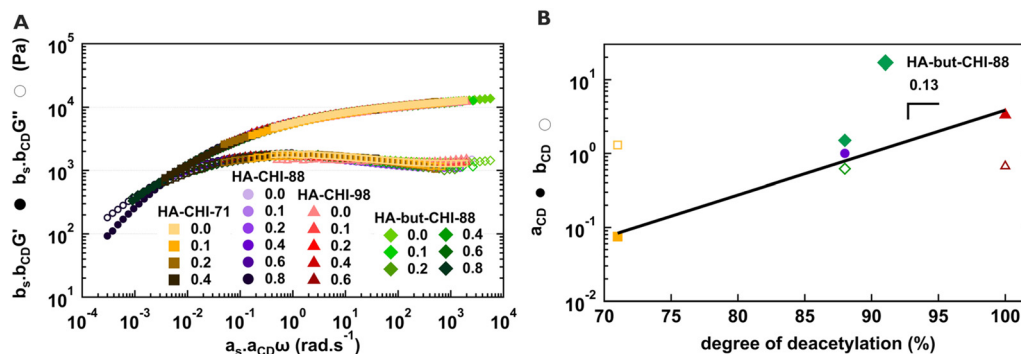 A
b_s.b_CDG' ● b_s.b_CDG" ○ (Pa)
10^5
10^4
10^3
10^2
10^1
HA-CHI-71
0.0
0.1
0.2
0.4
HA-CHI-88
0.0
0.1
0.2
0.4
0.6
0.8
HA-CHI-98
0.0
0.1
0.2
0.4
0.6
HA-but-CHI-88
0.0 0.4
0.1 0.6
0.2 0.8
10^-4 10^-3 10^-2 10^-1 10^0 10^1 10^2 10^3 10^4
a_s.a_CDω (rad.s^-1)
B
a_CD ● b_CD ○
10^1
10^0
10^-1
10^-2
HA-but-CHI-88
0.13
70 75 80 85 90 95 100
degree of deacetylation (%)